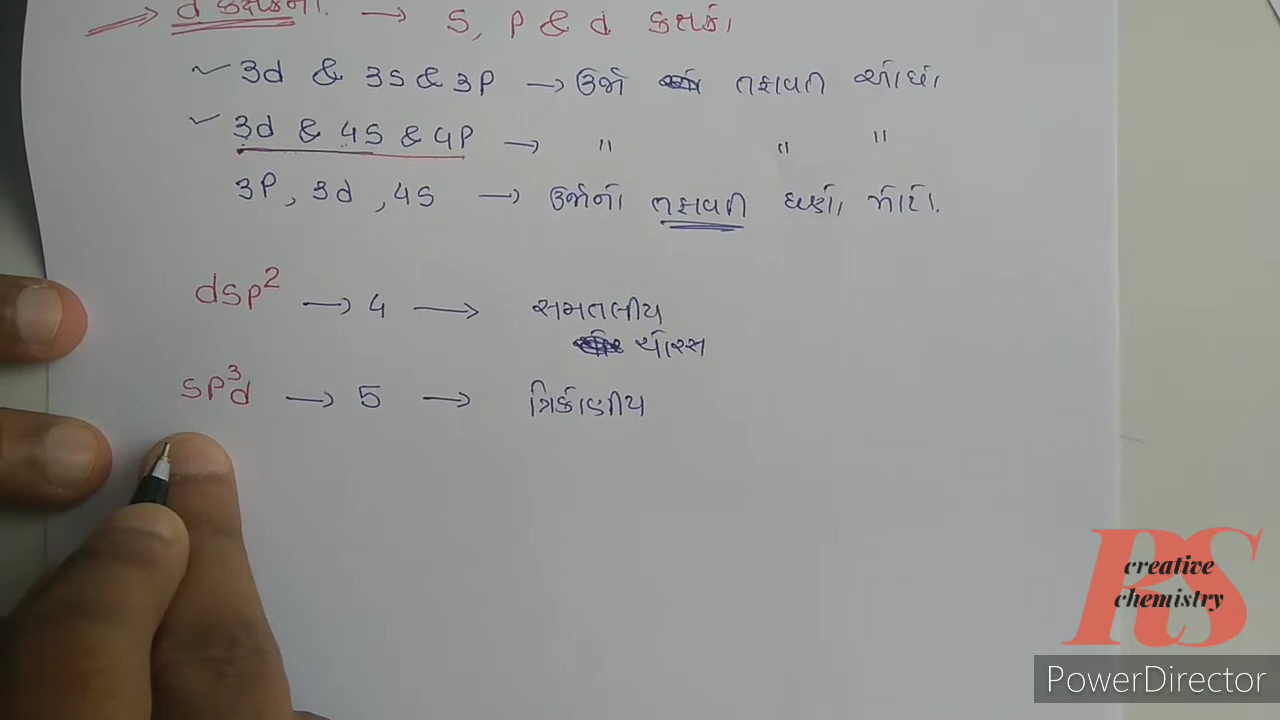 d કક્ષકની → s, p & d કક્ષકો
3d & 3s & 3p → ઉર્જા તફાવત ઓછો
3d & 4s & 4p → " " "
3p, 3d, 4s → ઉર્જાનો તફાવત ઘણો મોટો.
dsp² → 4 → સમતલીય
ચોરસ
sp³d → 5 → ત્રિકોણીય
RS
creative
chemistry
PowerDirector